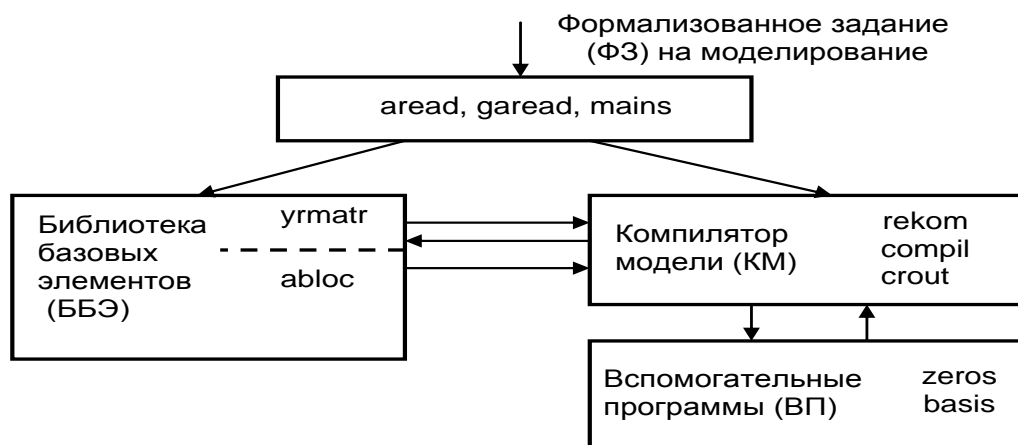 Формализованное задание
(ФЗ) на моделирование
aread, garead, mains
Библиотека
базовых
элементов
(ББЭ)
yrmatr
abloc
Компилятор
модели (КМ)
rekom
compil
crout
Вспомогательные
программы (ВП)
zeros
basis